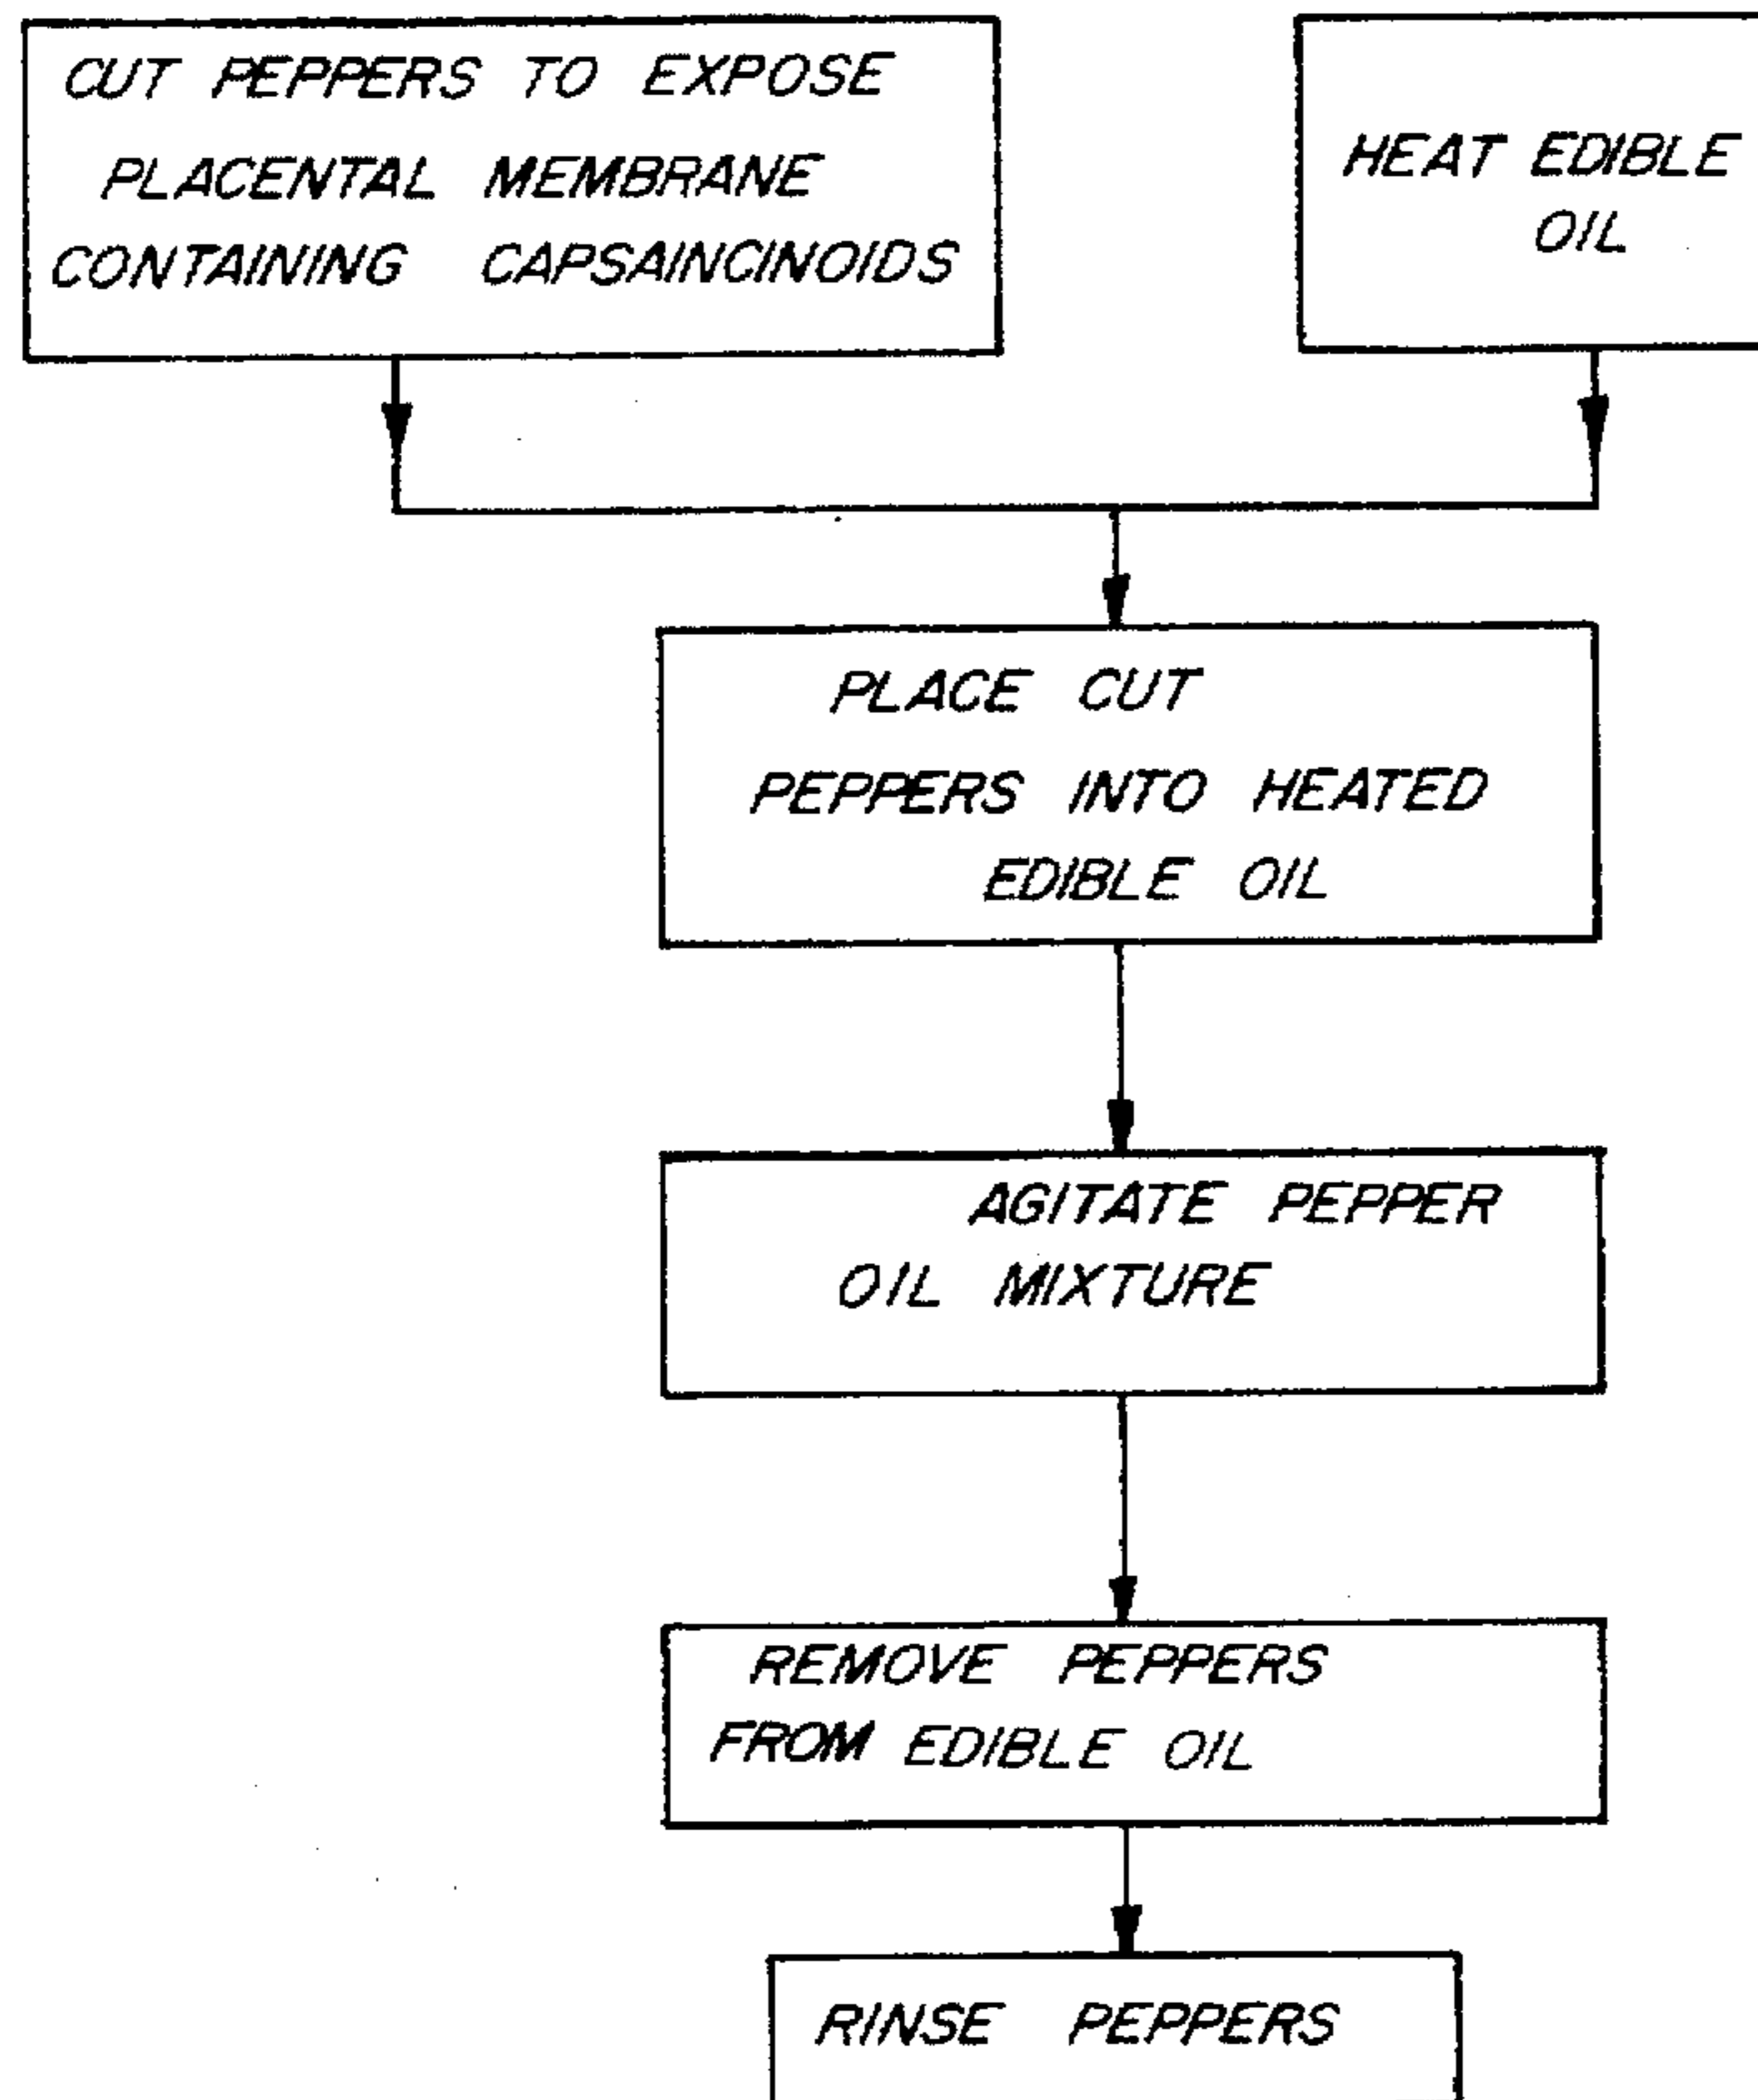 CUT PEPPERS TO EXPOSE
PLACENTAL MEMBRANE
CONTAINING CAPSAINCINOIDS
HEAT EDIBLE
OIL
PLACE CUT
PEPPERS INTO HEATED
EDIBLE OIL
AGITATE PEPPER
OIL MIXTURE
REMOVE PEPPERS
FROM EDIBLE OIL
RINSE PEPPERS